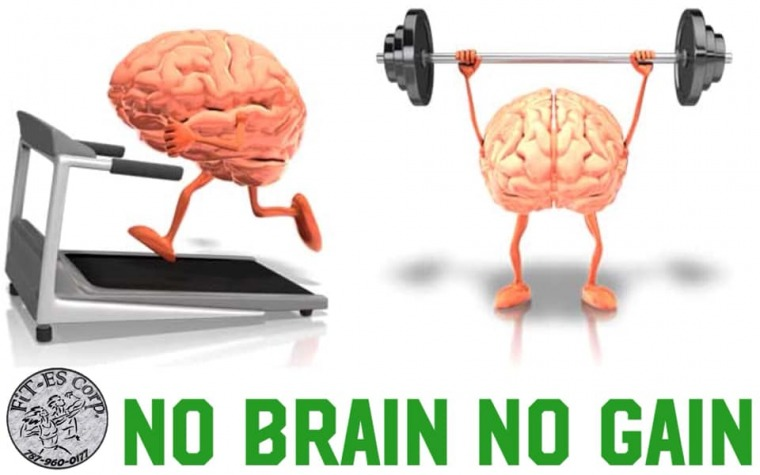 FiT-ES Corp.
787-960-0177
NO BRAIN NO GAIN